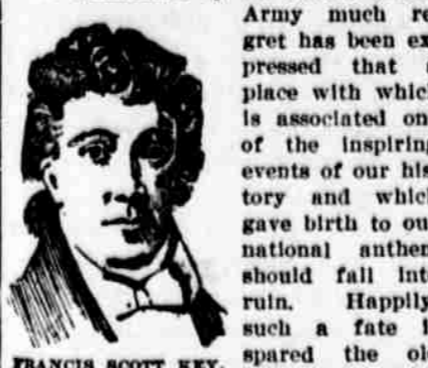 Army much re
gret has been ex
pressed that
place with which
is associated on
of the inspiring
events of our his
tory and which
gave birth to ou
national anthem
should fall int
ruin. Happily
such a fate i
spared the ol
FRANCIS SCOTT KEY.